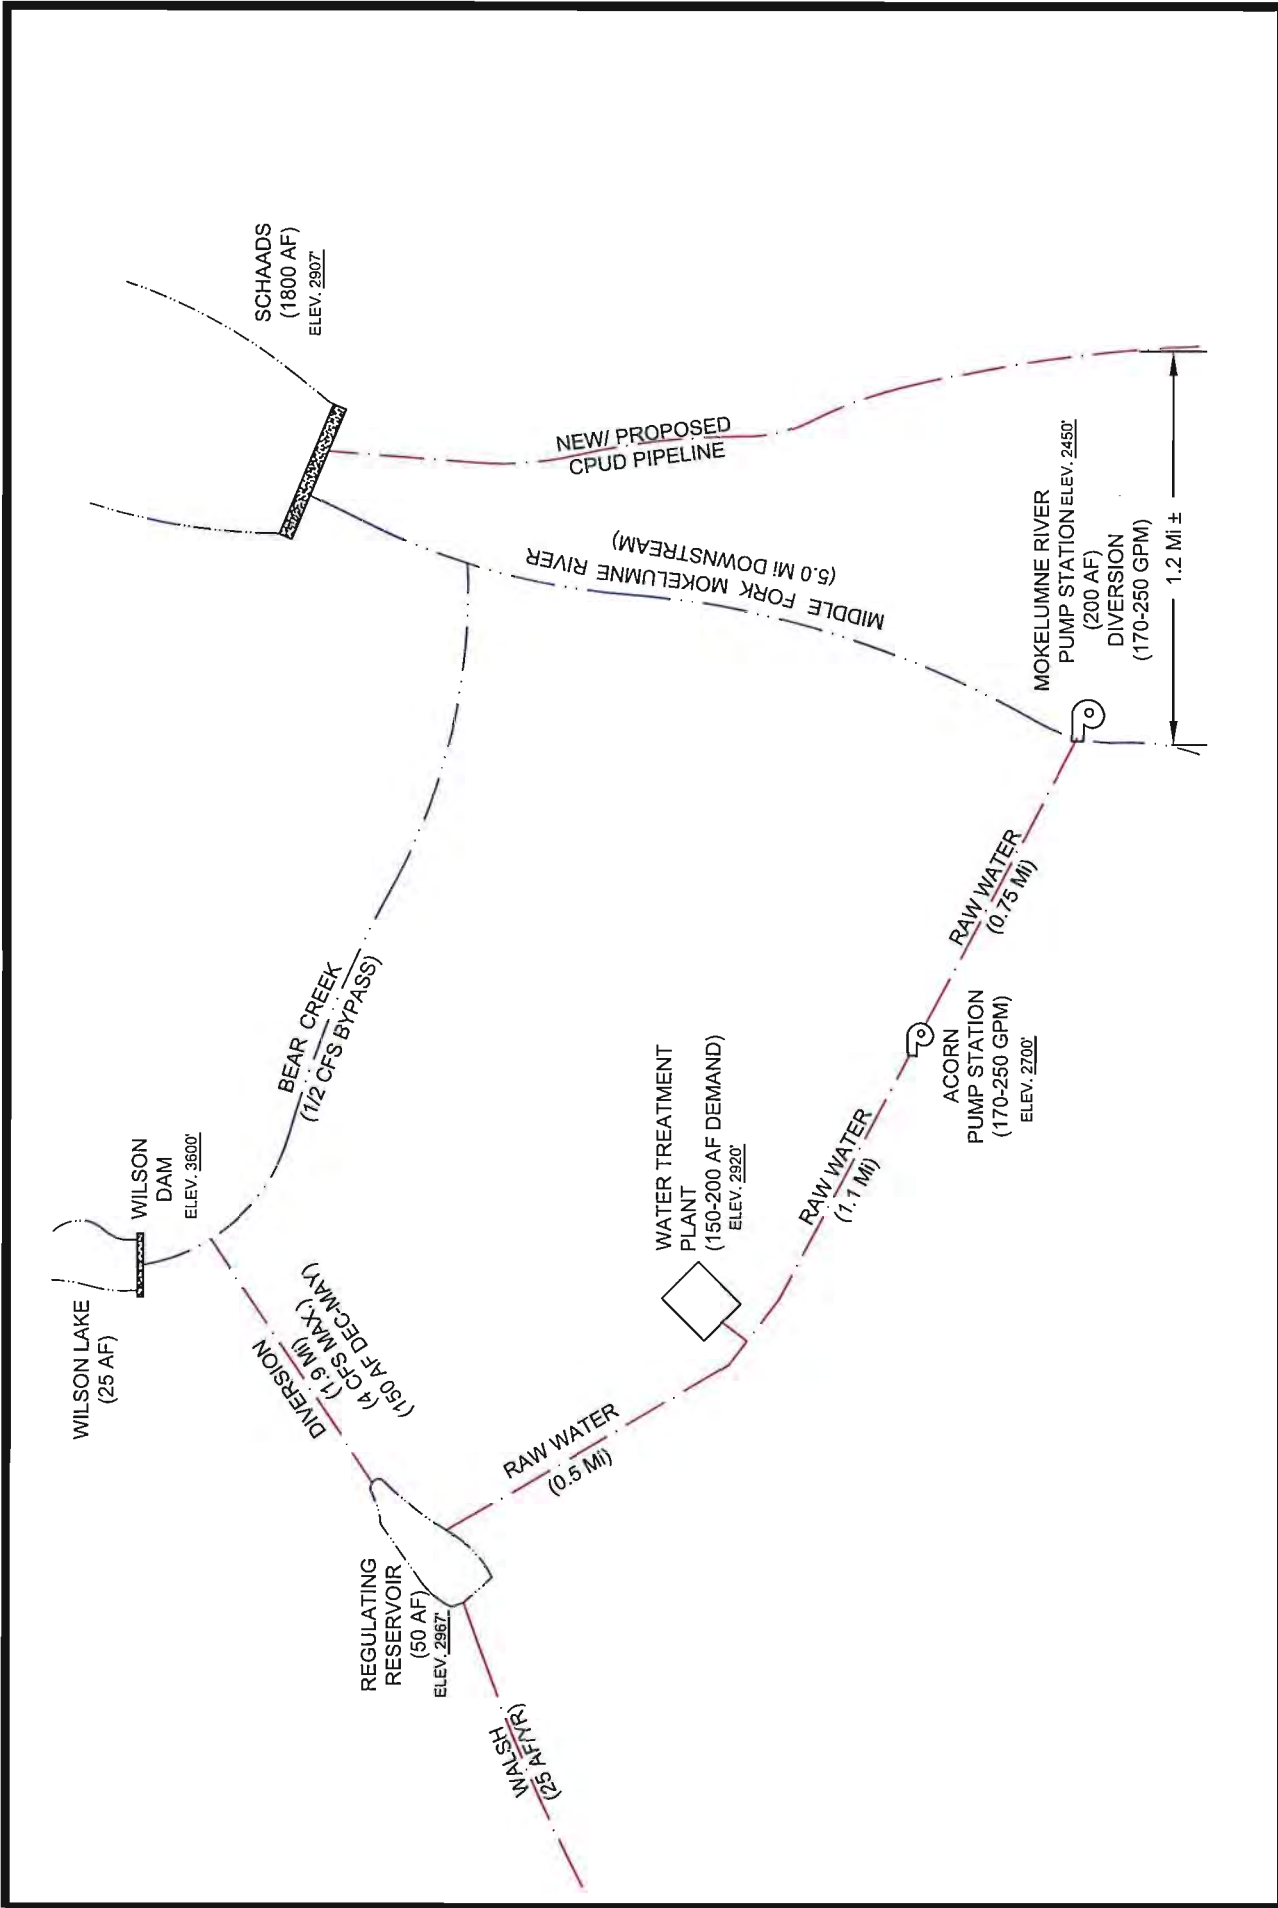 WILSON LAKE
(25 AF)
WILSON
DAM
ELEV. 3600'
SCHAADS
(1800 AF)
ELEV. 2907'
BEAR CREEK
(1/2 CFS BYPASS)
DIVERSION
(1.9 Mi)
(4 CFS MAX.)
(150 AF DEC-MAY)
REGULATING
RESERVOIR
(50 AF)
ELEV. 2967'
WALSH
(25 AF/YR)
RAW WATER
(0.5 Mi)
WATER TREATMENT
PLANT
(150-200 AF DEMAND)
ELEV. 2920'
RAW WATER
(1.1 Mi)
ACORN
PUMP STATION
(170-250 GPM)
ELEV. 2700'
RAW WATER
(0.75 Mi)
MIDDLE FORK MOKELUMNE RIVER
(5.0 Mi DOWNSTREAM)
NEW/ PROPOSED
CPUD PIPELINE
MOKELUMNE RIVER
PUMP STATION ELEV. 2450'
(200 AF)
DIVERSION
(170-250 GPM)
1.2 Mi ±